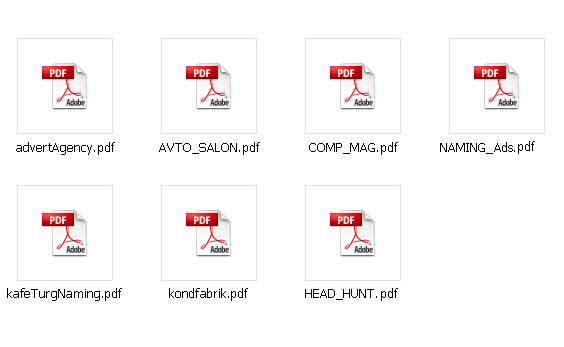 PDF Adobe PDF Adobe PDF Adobe PDF Adobe
advertAgency.pdf AVTO_SALON.pdf COMP_MAG.pdf NAMING_Ads.pdf
PDF Adobe PDF Adobe PDF Adobe
kafeTurgNaming.pdf kondfabrik.pdf HEAD_HUNT.pdf